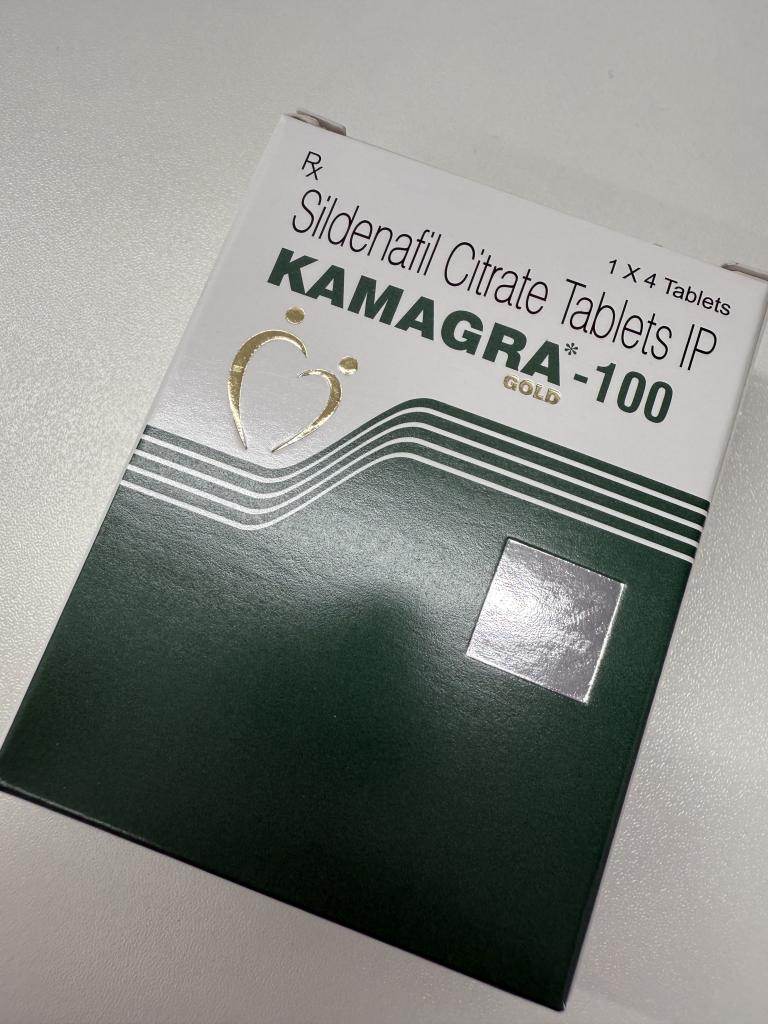 Rx
Sildenafil Citrate Tablets IP
1 X 4 Tablets
KAMAGRA*-100
GOLD